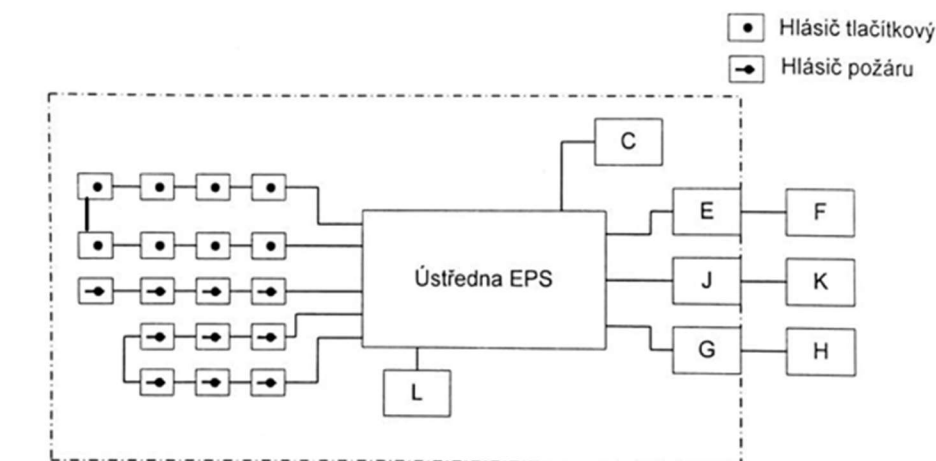 Hlásič tlačítkový
Hlásič požáru
C
E
F
Ústředna EPS
J
K
G
H
L